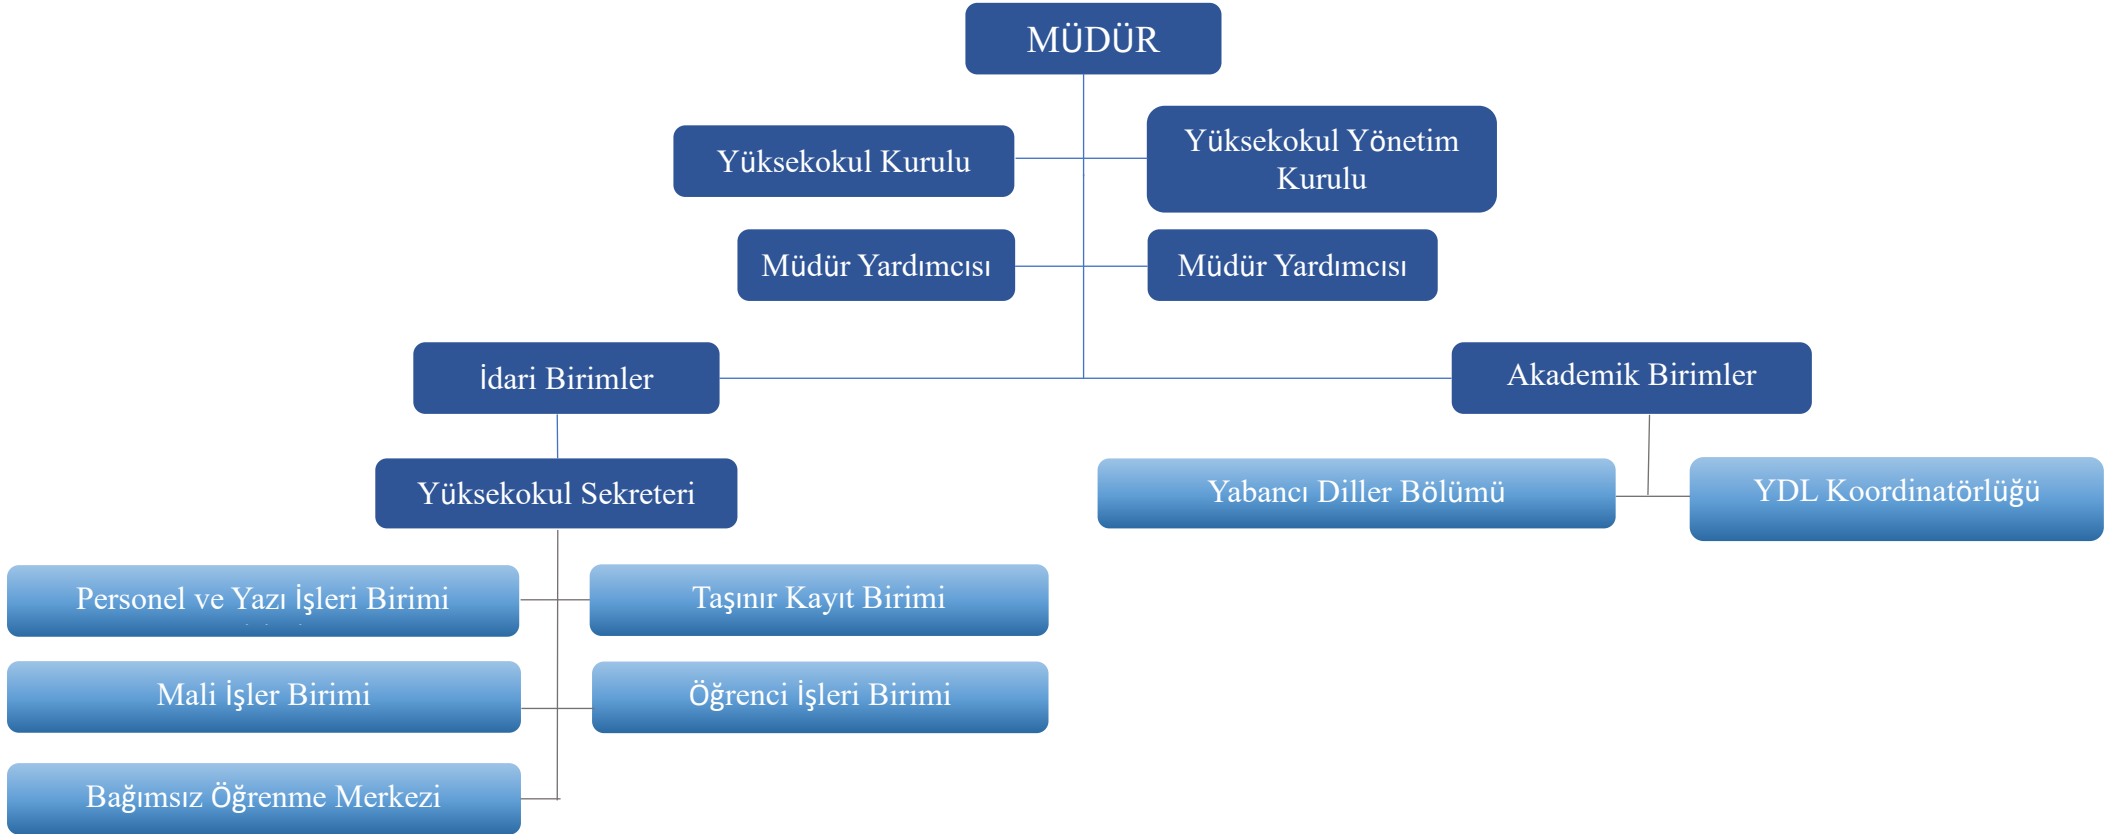 MÜDÜR
Yüksekokul Kurulu
Yüksekokul Yönetim
Kurulu
Müdür Yardımcısı
Müdür Yardımcısı
İdari Birimler
Akademik Birimler
Yüksekokul Sekreteri
Yabancı Diller Bölümü
YDL Koordinatörlüğü
Personel ve Yazı İşleri Birimi
Taşınır Kayıt Birimi
Mali İşler Birimi
Öğrenci İşleri Birimi
Bağımsız Öğrenme Merkezi